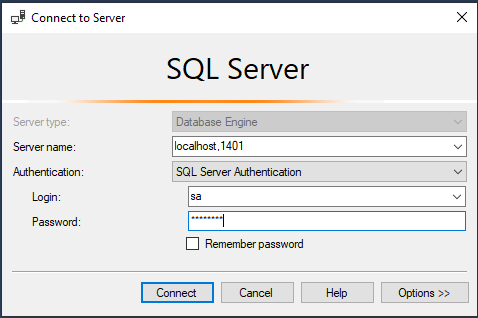 Connect to Server
SQL Server
Server type: Database Engine
Server name: localhost,1401
Authentication: SQL Server Authentication
Login: sa
Password: ********
Remember password
Connect Cancel Help Options >>